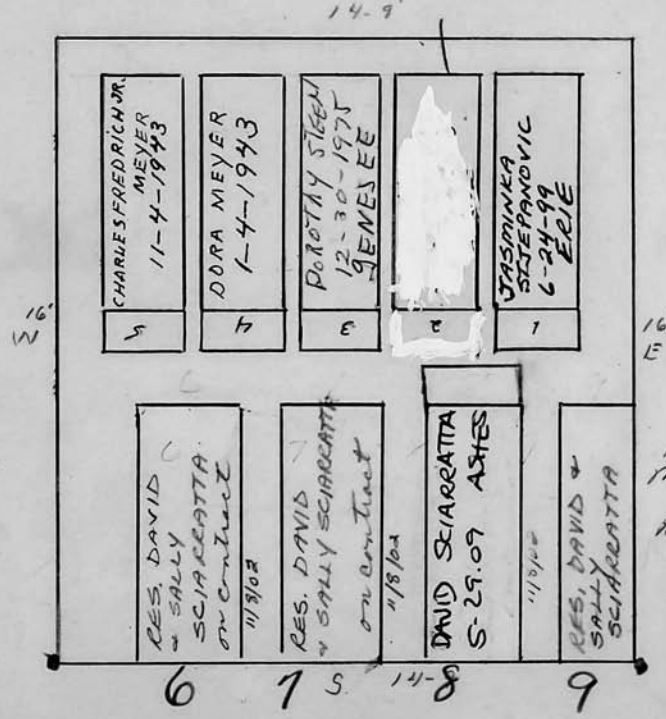 14-9'
CHARLES FREDRICH JR.
MEYER
11-4-1943
DORA MEYER
1-4-1943
DOROTHY STEEN
12-30-1975
GENESEE
JASMINKA
STJEPANOVIC
6-24-99
ERIE
16'
W
5
4
3
2
1
16
E
RES. DAVID
& SALLY
SCIARRATTA
on contract
11/8/02
RES. DAVID
& SALLY SCIARRATTA
on contract
11/8/02
DAVID SCIARRATTA
5-29.09 ASHES
11/8/02
RES, DAVID &
SALLY
SCIARRATTA
6
7
S.
14-
8
9